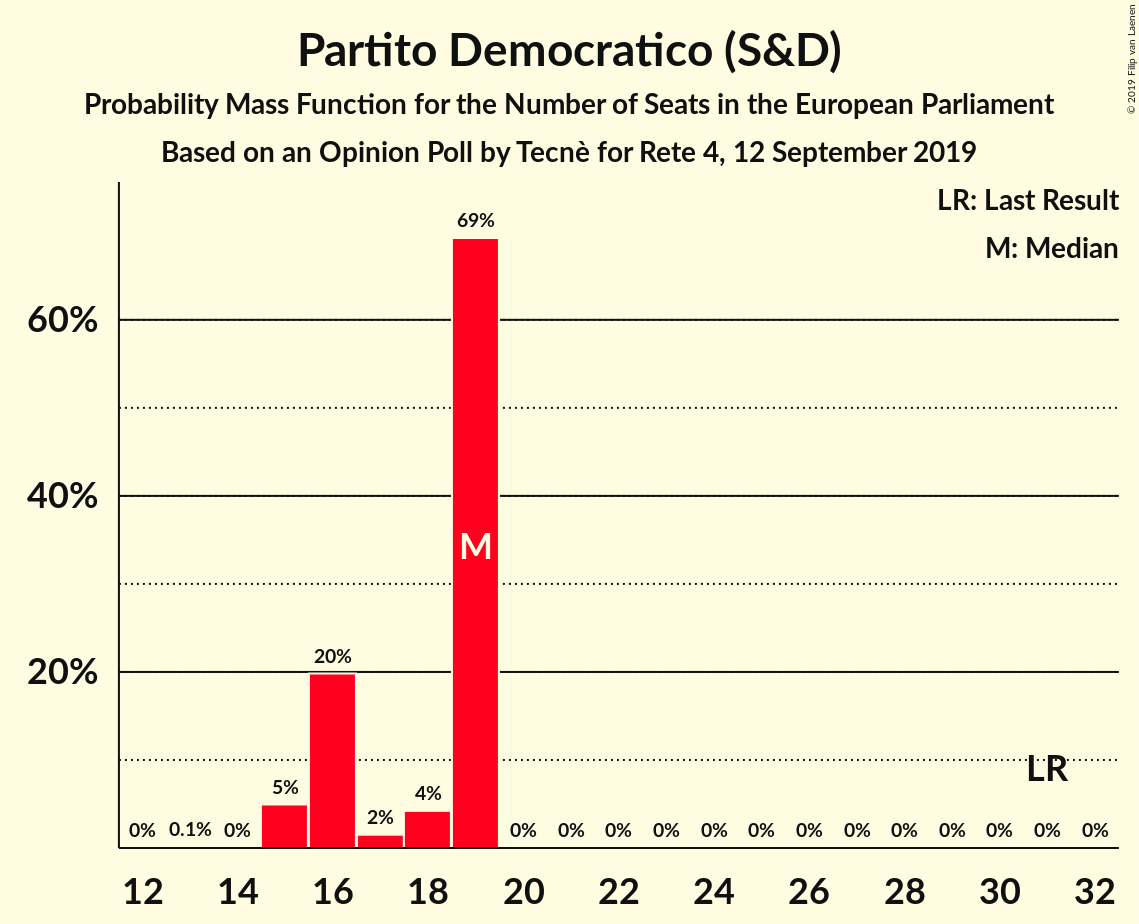 Partito Democratico (S&D)
Probability Mass Function for the Number of Seats in the European Parliament
Based on an Opinion Poll by Tecnè for Rete 4, 12 September 2019
© 2019 Filip van Laenen
LR: Last Result
M: Median
69%
60%
40%
M
20%
20%
LR
5%
4%
2%
0% 0.1% 0% 0% 0% 0% 0% 0% 0% 0% 0% 0% 0% 0% 0% 0%
12 14 16 18 20 22 24 26 28 30 32